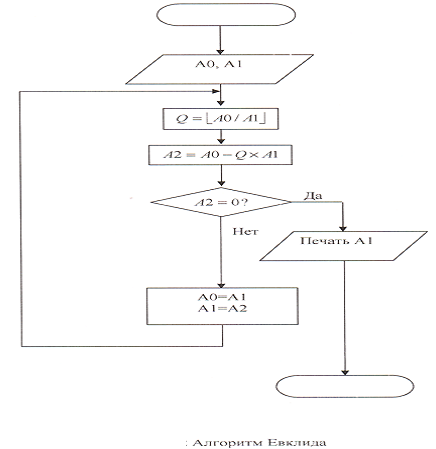 A0, A1
Q = ⌊A0 / A1⌋
A2 = A0 − Q × A1
A2 = 0?
Да
Нет
Печать A1
A0=A1
A1=A2
: Алгоритм Евклида